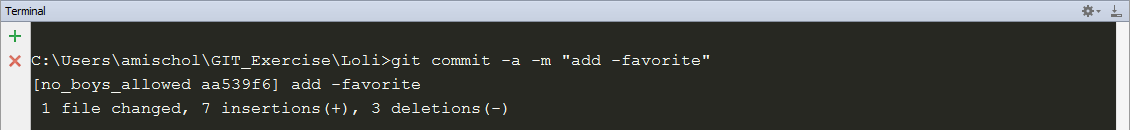 Terminal
C:\Users\amischol\GIT_Exercise\Loli>git commit -a -m "add -favorite"
[no_boys_allowed aa539f6] add -favorite
1 file changed, 7 insertions(+), 3 deletions(-)